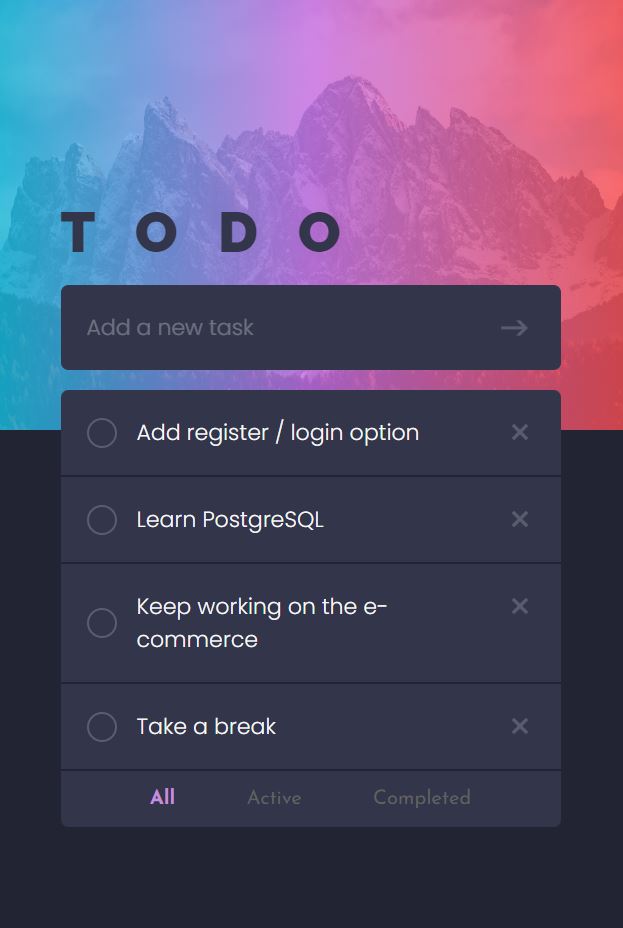 TODO
Add a new task
Add register / login option
Learn PostgreSQL
Keep working on the e-
commerce
Take a break
All Active Completed